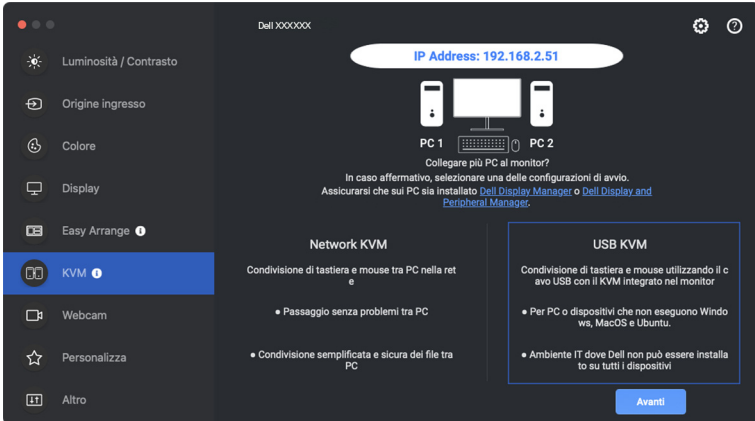 Dell XXXXXX
Luminosità / Contrasto
Origine ingresso
Colore
Display
Easy Arrange
KVM
Webcam
Personalizza
Altro
IP Address: 192.168.2.51
PC 1
PC 2
Collegare più PC al monitor?
In caso affermativo, selezionare una delle configurazioni di avvio.
Assicurarsi che sui PC sia installato Dell Display Manager o Dell Display and
Peripheral Manager.
Network KVM
Condivisione di tastiera e mouse tra PC nella ret
e
● Passaggio senza problemi tra PC
● Condivisione semplificata e sicura dei file tra
PC
USB KVM
Condivisione di tastiera e mouse utilizzando il c
avo USB con il KVM integrato nel monitor
● Per PC o dispositivi che non eseguono Windo
ws, MacOS e Ubuntu.
● Ambiente IT dove Dell non può essere installa
to su tutti i dispositivi
Avanti